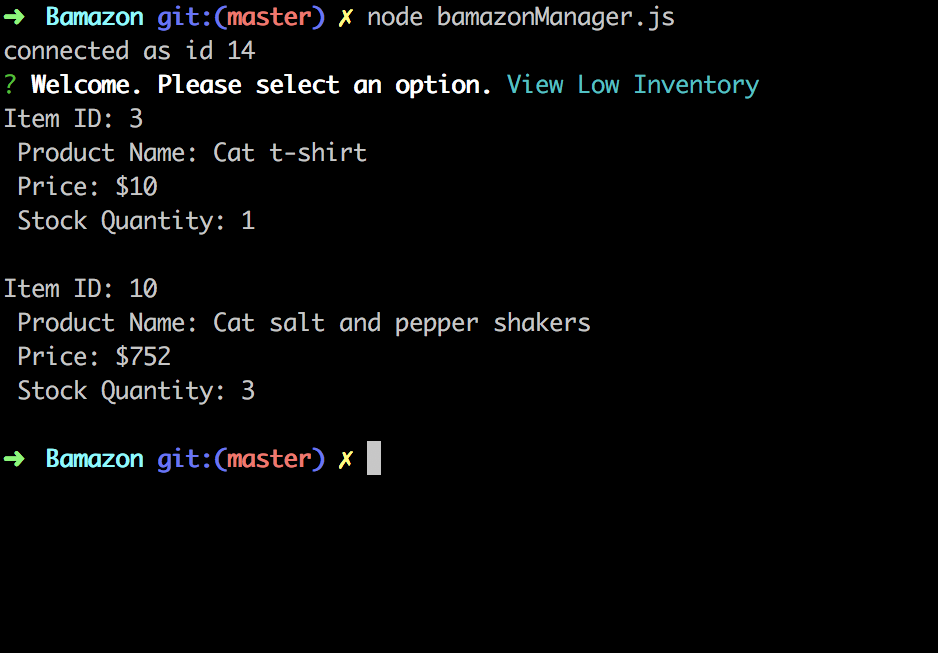 ➜ Bamazon git:(master) ✗ node bamazonManager.js
connected as id 14
? Welcome. Please select an option. View Low Inventory
Item ID: 3
 Product Name: Cat t-shirt
 Price: $10
 Stock Quantity: 1

Item ID: 10
 Product Name: Cat salt and pepper shakers
 Price: $752
 Stock Quantity: 3

➜ Bamazon git:(master) ✗